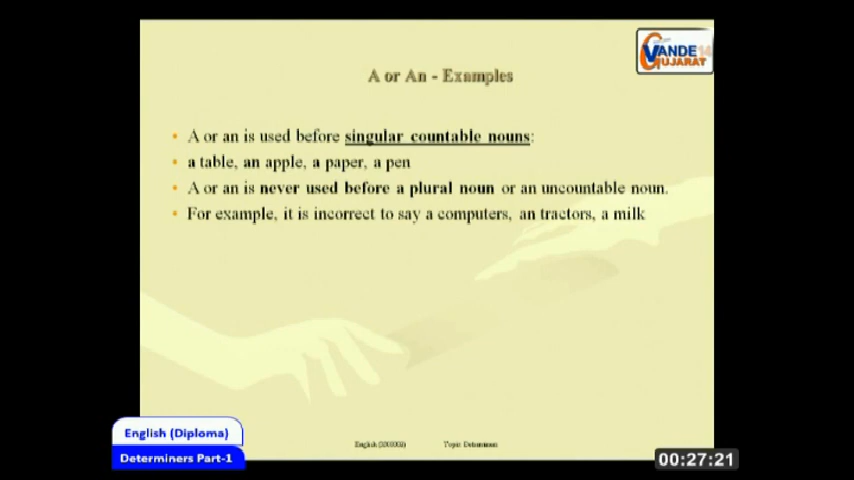 VANDE 14
GUJARAT
A or An - Examples
• A or an is used before singular countable nouns:
• a table, an apple, a paper, a pen
• A or an is never used before a plural noun or an uncountable noun.
• For example, it is incorrect to say a computers, an tractors, a milk
English (Diploma)
Determiners Part-1
Topic: Determiners
00:27:21